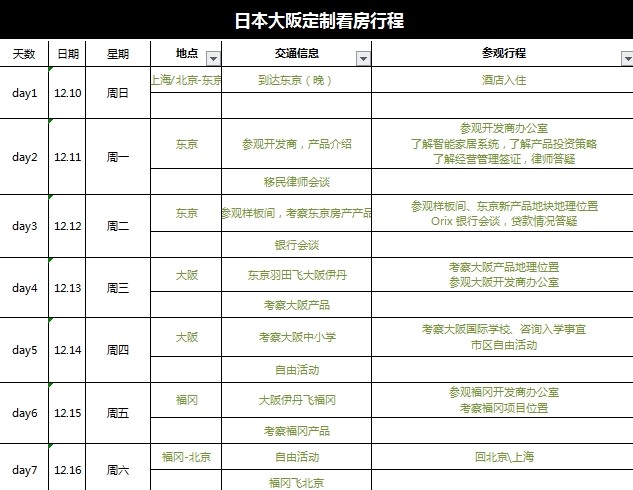 日本大阪定制看房行程
天数 日期 星期 地点 交通信息 参观行程
day1 12.10 周日 上海/北京-东京 到达东京（晚） 酒店入住
day2 12.11 周一 东京 参观开发商，产品介绍 参观开发商办公室
了解智能家居系统，了解产品投资策略
了解经营管理签证，律师答疑
移民律师会谈
day3 12.12 周二 东京 参观样板间，考察东京房产产品 参观样板间、东京新产品地块地理位置
Orix 银行会谈，贷款情况答疑
银行会谈
day4 12.13 周三 大阪 东京羽田飞大阪伊丹 考察大阪产品地理位置
参观大阪开发商办公室
考察大阪产品
day5 12.14 周四 大阪 考察大阪中小学 考察大阪国际学校、咨询入学事宜
市区自由活动
自由活动
day6 12.15 周五 福冈 大阪伊丹飞福冈 参观福冈开发商办公室
考察福冈项目位置
考察福冈产品
day7 12.16 周六 福冈-北京 自由活动 回北京\上海
福冈飞北京